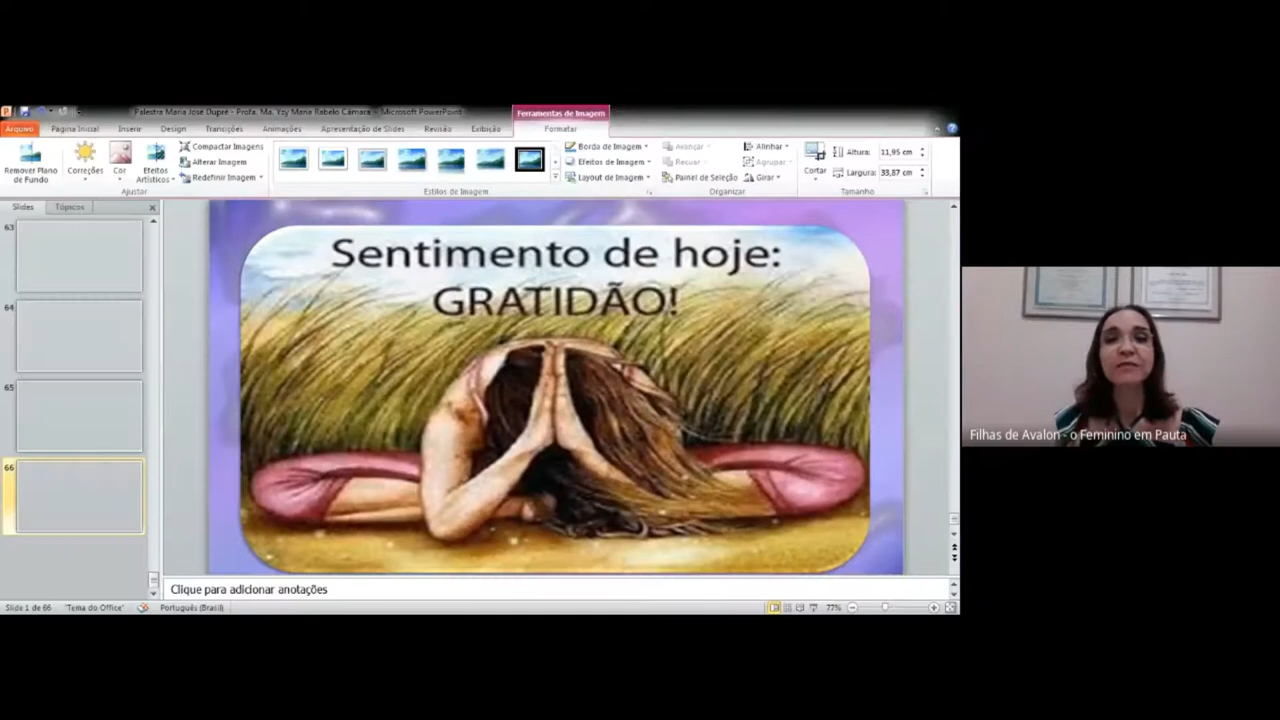 Palestra Maria José Dupré - Profa. Ma. Yzy Maria Rabelo Câmara - Microsoft PowerPoint
Ferramentas de Imagem
Arquivo Página Inicial Inserir Design Transições Animações Apresentação de Slides Revisão Exibição Formatar
Remover Plano de Fundo
Correções
Cor
Efeitos Artísticos
Compactar Imagens
Alterar Imagem
Redefinir Imagem
Ajustar
Estilos de Imagem
Borda de Imagem
Efeitos de Imagem
Layout de Imagem
Avançar
Recuar
Painel de Seleção
Alinhar
Agrupar
Girar
Organizar
Cortar
Altura: 11,95 cm
Largura: 33,87 cm
Tamanho
Slides Tópicos
63
64
65
66
Sentimento de hoje:
GRATIDÃO!
Filhas de Avalon - o Feminino em Pauta
Clique para adicionar anotações
Slide 1 de 66 "Tema do Office" Português (Brasil) 77%